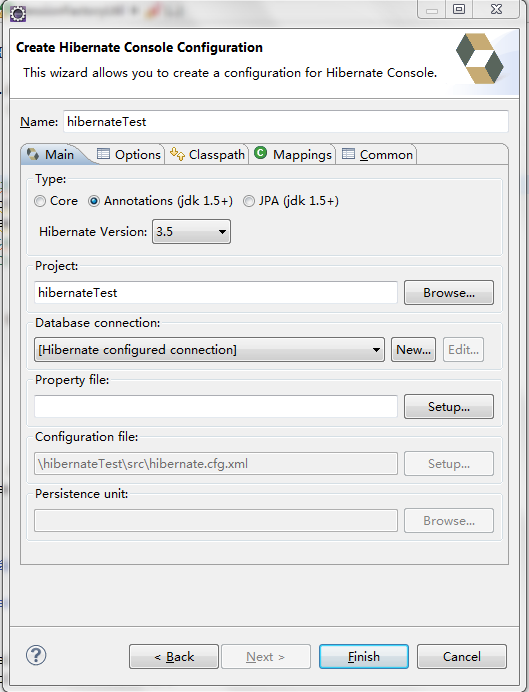 Create Hibernate Console Configuration
This wizard allows you to create a configuration for Hibernate Console.
Name: hibernateTest
Main Options Classpath Mappings Common
Type:
Core Annotations (jdk 1.5+) JPA (jdk 1.5+)
Hibernate Version: 3.5
Project:
hibernateTest Browse...
Database connection:
[Hibernate configured connection] New... Edit...
Property file:
Setup...
Configuration file:
\hibernateTest\src\hibernate.cfg.xml Setup...
Persistence unit:
Browse...
< Back Next > Finish Cancel